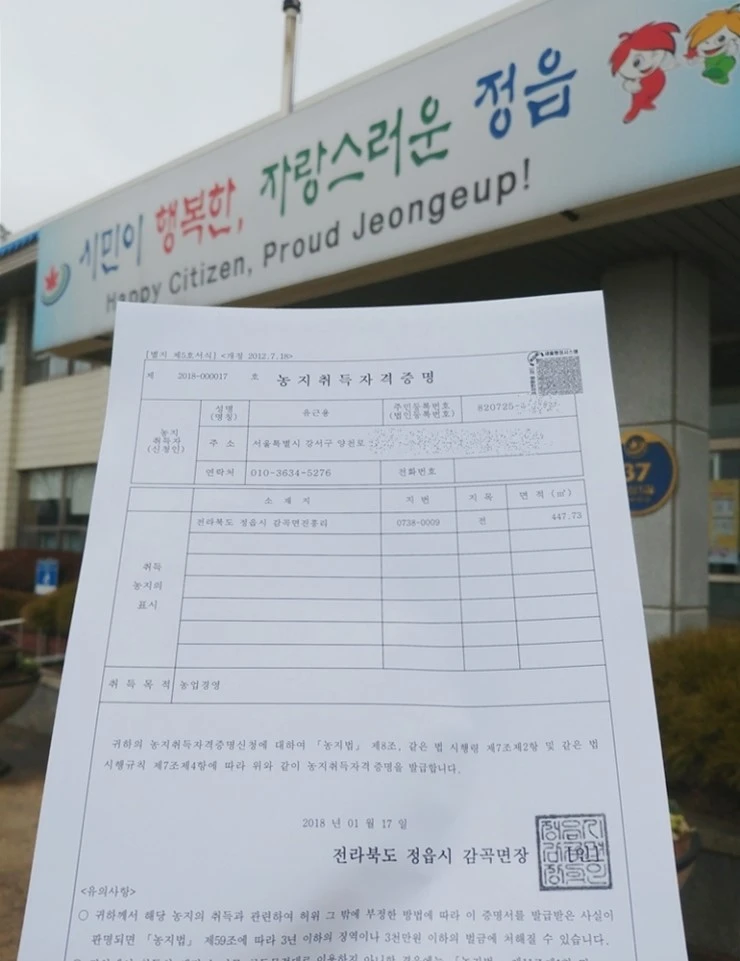 시민이 행복한, 자랑스러운 정읍
Happy Citizen, Proud Jeongeup!
[별지 제5호서식] <개정 2012.7.18>
제 2018-000017 호 농지취득자격증명
농지 취득자 (신청인)
성명 (명칭) 유근용 주민등록번호 (법인등록번호) 820725-
주 소 서울특별시 강서구 양천로
연락처 010-3634-5276 전화번호
취득 농지의 표시
소 재 지 지 번 지 목 면 적 (㎡)
전라북도 정읍시 감곡면진흥리 0738-0009 전 447.73
취 득 목 적 농업경영
귀하의 농지취득자격증명신청에 대하여 「농지법」 제8조, 같은 법 시행령 제7조제2항 및 같은 법
시행규칙 제7조제4항에 따라 위와 같이 농지취득자격증명을 발급합니다.
2018 년 01 월 17 일
전라북도 정읍시 감곡면장
<유의사항>
○ 귀하께서 해당 농지의 취득과 관련하여 허위 그 밖에 부정한 방법에 따라 이 증명서를 발급받은 사실이
판명되면 「농지법」 제59조에 따라 3년 이하의 징역이나 3천만원 이하의 벌금에 처해질 수 있습니다.
37